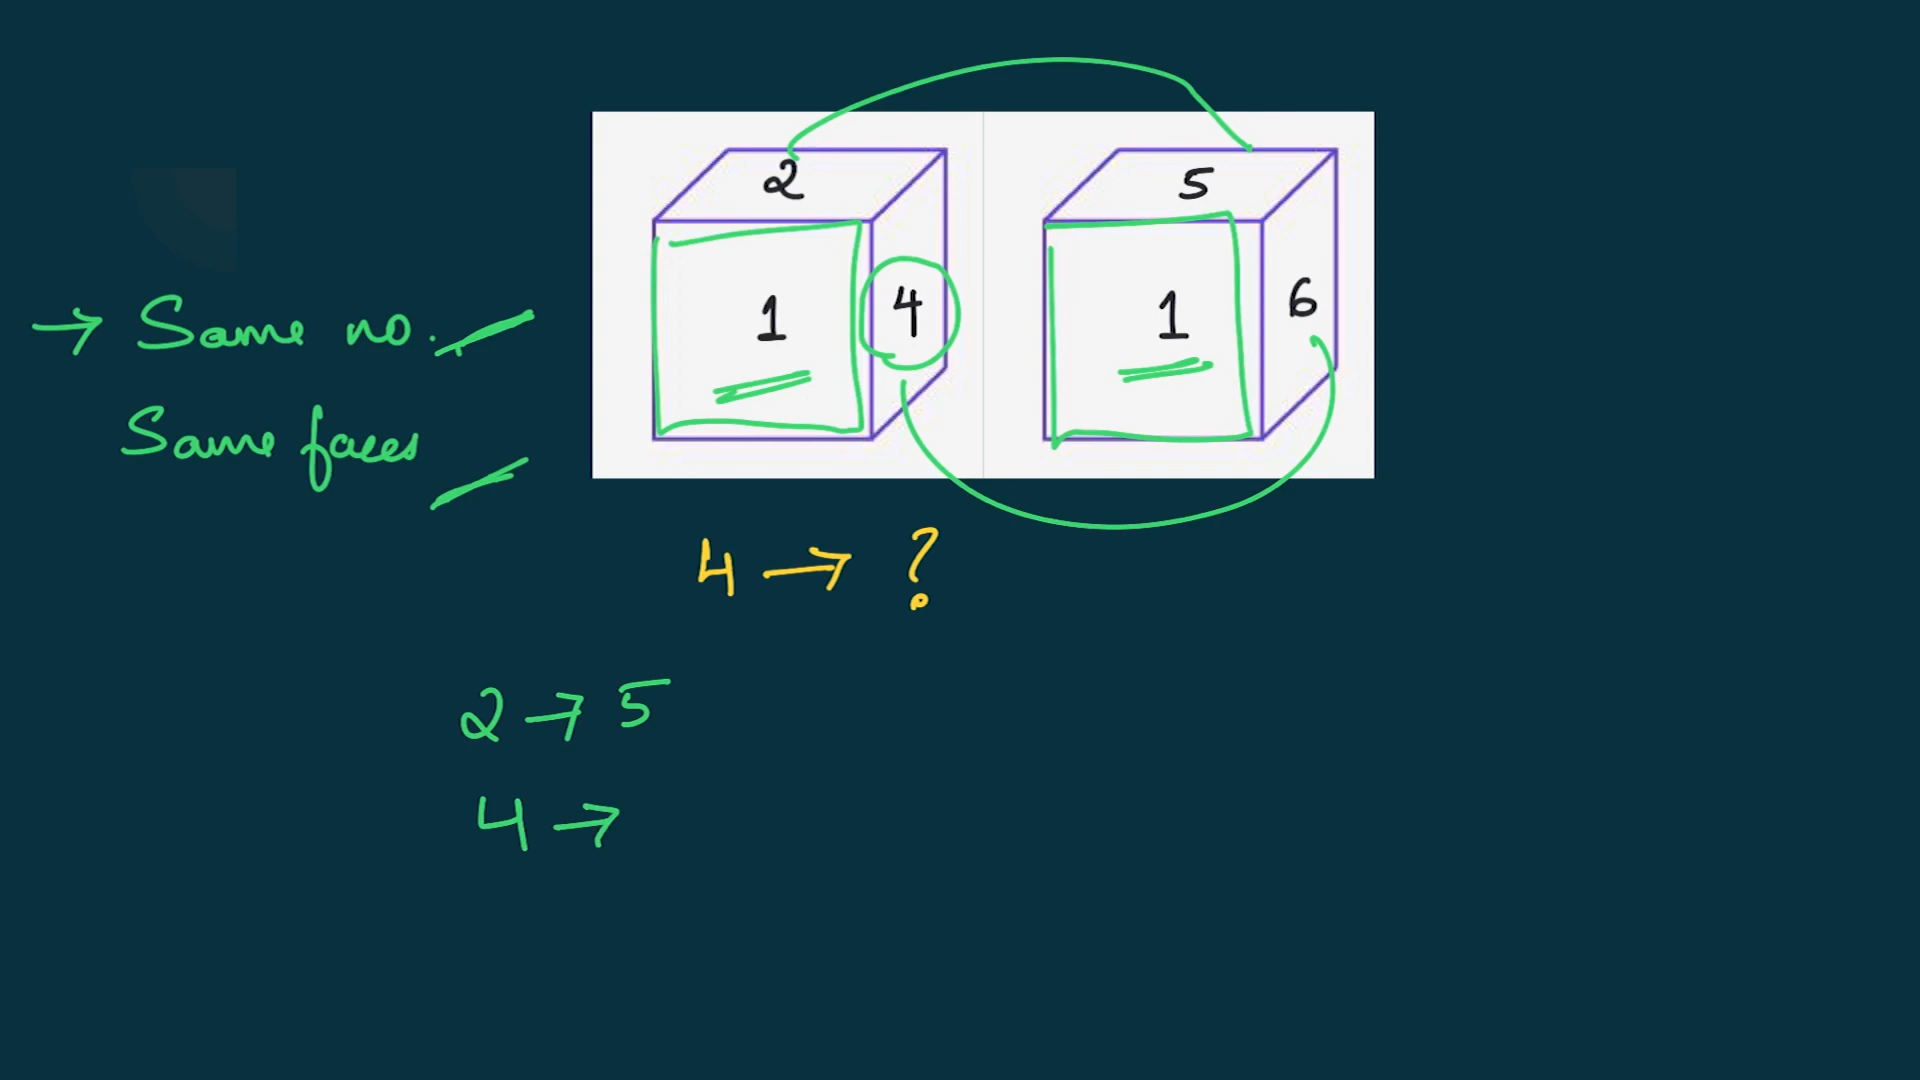 2
5
1
4
1
6
→ Same no.
Same faces
4 → ?
2 → 5
4 →